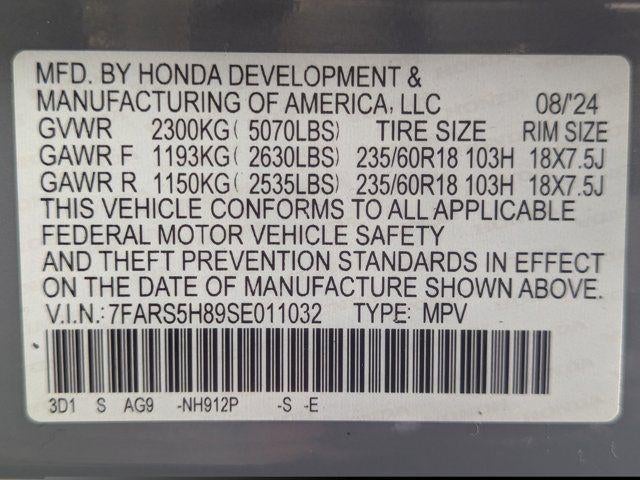 MFD. BY HONDA DEVELOPMENT &
MANUFACTURING OF AMERICA, LLC 08/'24
GVWR 2300KG( 5070LBS) TIRE SIZE RIM SIZE
GAWR F 1193KG( 2630LBS) 235/60R18 103H 18X7.5J
GAWR R 1150KG( 2535LBS) 235/60R18 103H 18X7.5J
THIS VEHICLE CONFORMS TO ALL APPLICABLE
FEDERAL MOTOR VEHICLE SAFETY
AND THEFT PREVENTION STANDARDS IN EFFECT
ON THE DATE OF MANUFACTURE SHOWN ABOVE.
V.I.N.: 7FARS5H89SE011032 TYPE: MPV
3D1 S AG9 -NH912P -S -E